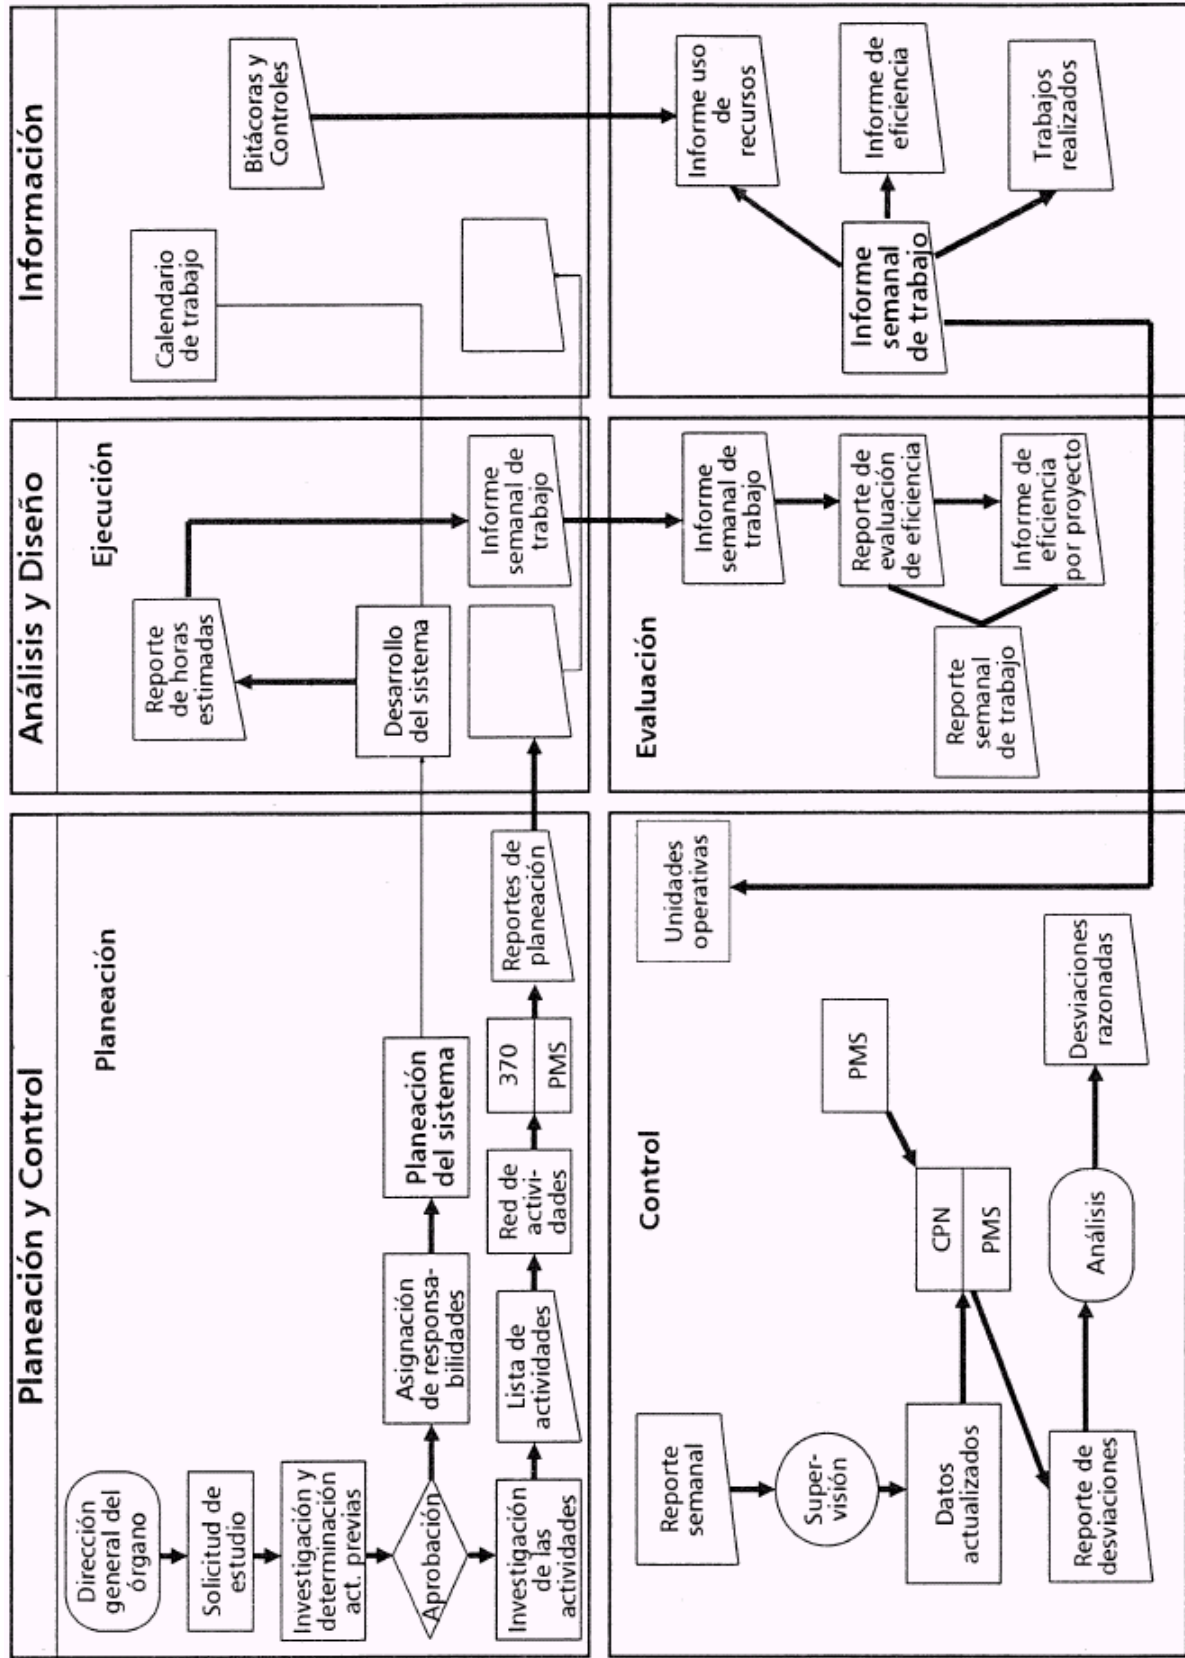 Planeación y Control
Planeación
Dirección
general del
órgano
Solicitud de
estudio
Investigación y
determinación
act. previas
Aprobación
Asignación
de responsa-
bilidades
Planeación
del sistema
Investigación
de las
actividades
Lista de
actividades
Red de
activi-
dades
370
PMS
Reportes de
planeación
Análisis y Diseño
Ejecución
Reporte
de horas
estimadas
Desarrollo
del sistema
Informe
semanal de
trabajo
Información
Calendario
de trabajo
Bitácoras y
Controles
Control
Reporte
semanal
Super-
visión
Datos
actualizados
Reporte de
desviaciones
CPN
PMS
PMS
Análisis
Desviaciones
razonadas
Unidades
operativas
Evaluación
Informe
semanal de
trabajo
Reporte de
evaluación
de eficiencia
Informe de
eficiencia
por proyecto
Reporte
semanal
de trabajo
Informe uso
de
recursos
Informe
semanal
de trabajo
Informe de
eficiencia
Trabajos
realizados